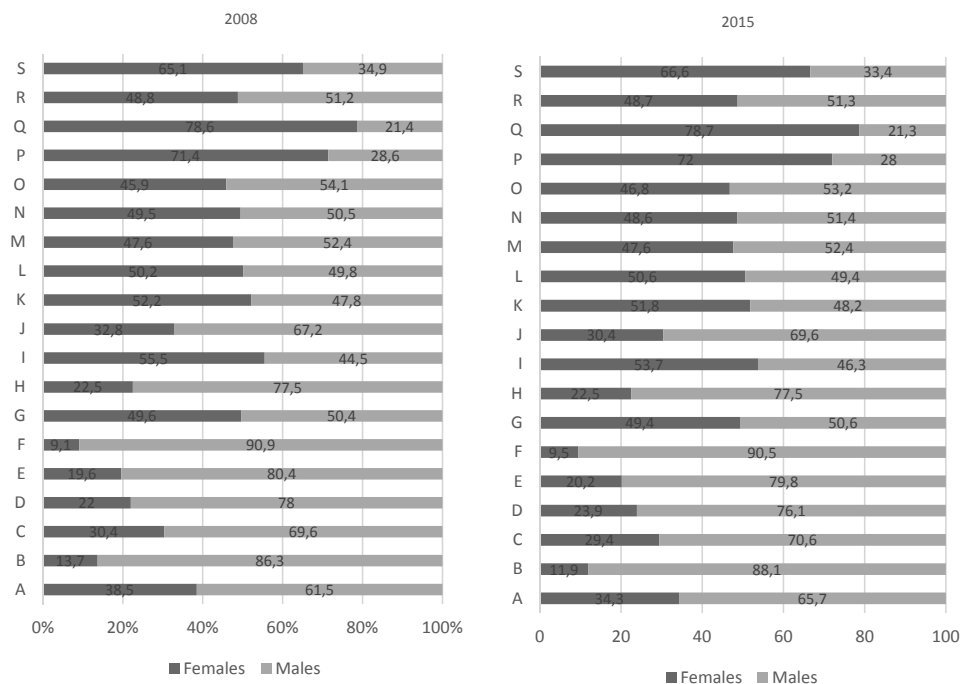 2008
S 65,1 34,9
R 48,8 51,2
Q 78,6 21,4
P 71,4 28,6
O 45,9 54,1
N 49,5 50,5
M 47,6 52,4
L 50,2 49,8
K 52,2 47,8
J 32,8 67,2
I 55,5 44,5
H 22,5 77,5
G 49,6 50,4
F 9,1 90,9
E 19,6 80,4
D 22 78
C 30,4 69,6
B 13,7 86,3
A 38,5 61,5
0% 20% 40% 60% 80% 100%
Females Males
2015
S 66,6 33,4
R 48,7 51,3
Q 78,7 21,3
P 72 28
O 46,8 53,2
N 48,6 51,4
M 47,6 52,4
L 50,6 49,4
K 51,8 48,2
J 30,4 69,6
I 53,7 46,3
H 22,5 77,5
G 49,4 50,6
F 9,5 90,5
E 20,2 79,8
D 23,9 76,1
C 29,4 70,6
B 11,9 88,1
A 34,3 65,7
0 20 40 60 80 100
Females Males